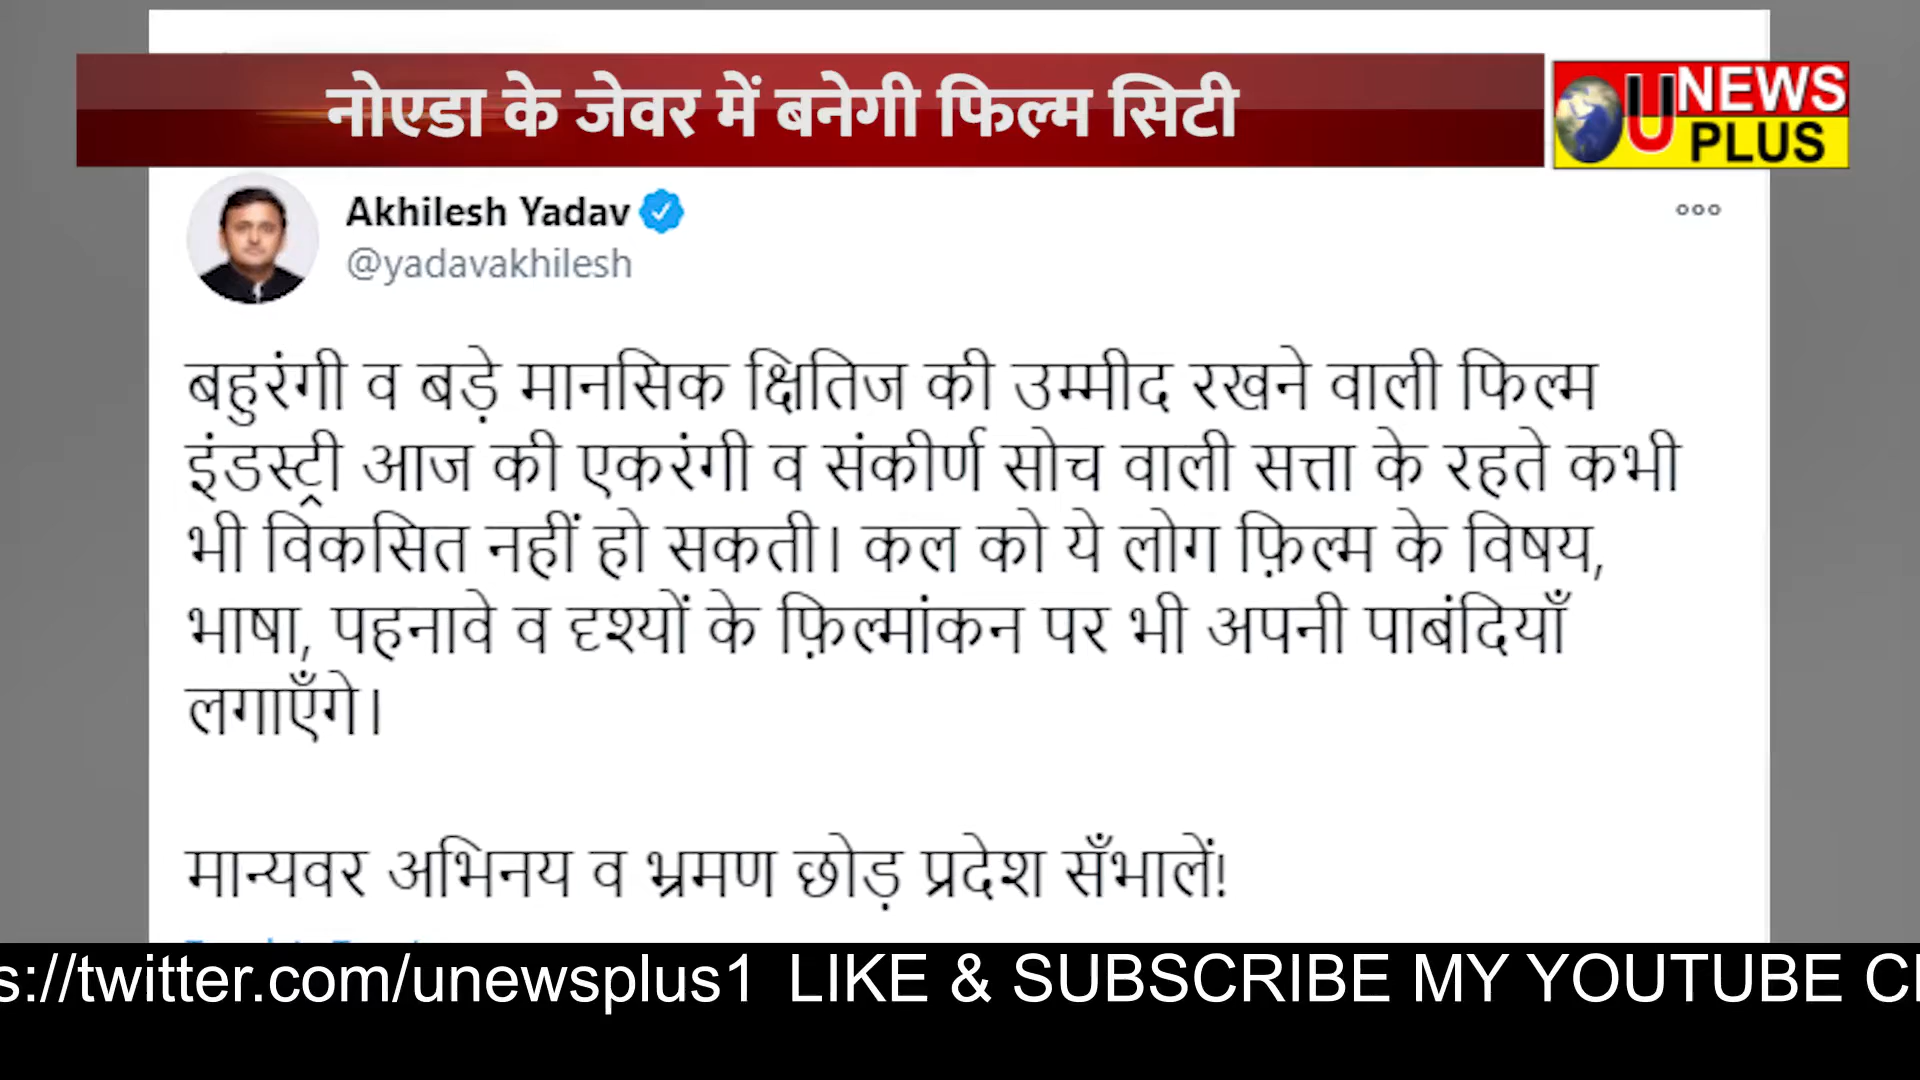 नोएडा के जेवर में बनेगी फिल्म सिटी
UNEWS
PLUS
Akhilesh Yadav
@yadavakhilesh
बहुरंगी व बड़े मानसिक क्षितिज की उम्मीद रखने वाली फिल्म
इंडस्ट्री आज की एकरंगी व संकीर्ण सोच वाली सत्ता के रहते कभी
भी विकसित नहीं हो सकती। कल को ये लोग फ़िल्म के विषय,
भाषा, पहनावे व दृश्यों के फ़िल्मांकन पर भी अपनी पाबंदियाँ
लगाएँगे।
मान्यवर अभिनय व भ्रमण छोड़ प्रदेश सँभालें!
s://twitter.com/unewsplus1 LIKE & SUBSCRIBE MY YOUTUBE